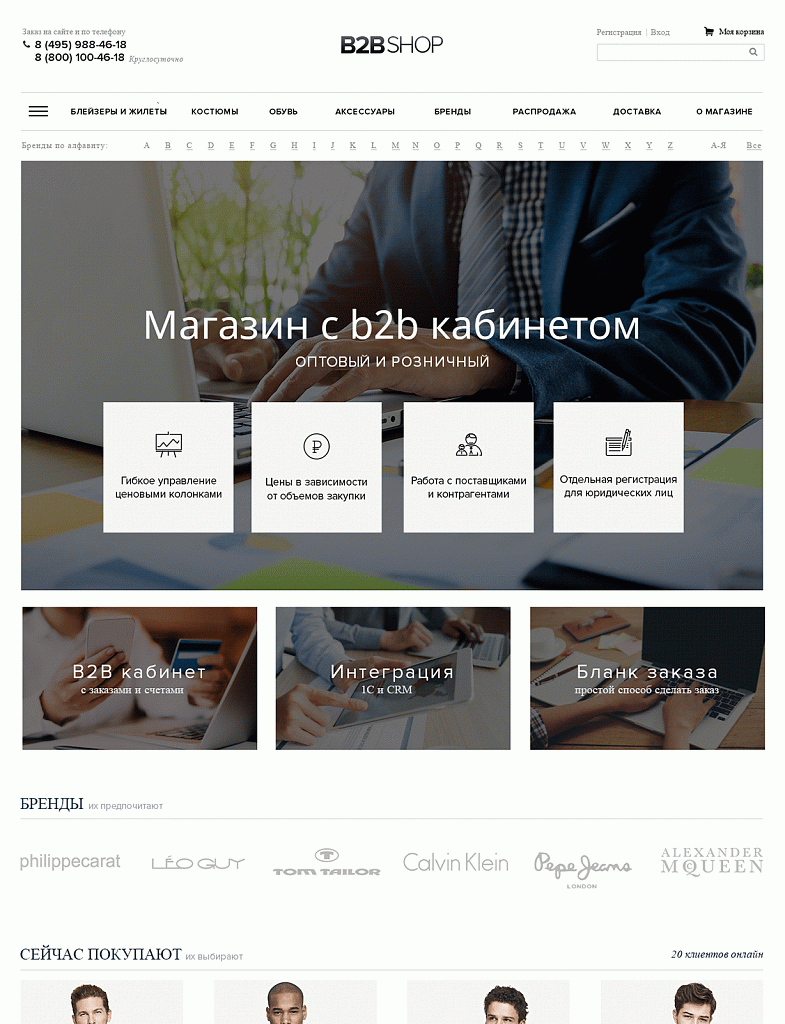 Заказ на сайте и по телефону
8 (495) 988-46-18
8 (800) 100-46-18 Круглосуточно
B2BSHOP
Регистрация | Вход
Моя корзина
БЛЕЙЗЕРЫ И ЖИЛЕТЫ КОСТЮМЫ ОБУВЬ АКСЕССУАРЫ БРЕНДЫ РАСПРОДАЖА ДОСТАВКА О МАГАЗИНЕ
Бренды по алфавиту: A B C D E F G H I J K L M N O P Q R S T U V W X Y Z А-Я Все
Магазин с b2b кабинетом
ОПТОВЫЙ И РОЗНИЧНЫЙ
Гибкое управление
ценовыми колонками
Цены в зависимости
от объемов закупки
Работа с поставщиками
и контрагентами
Отдельная регистрация
для юридических лиц
B2B кабинет
с заказами и счетами
Интеграция
1С и CRM
Бланк заказа
простой способ сделать заказ
БРЕНДЫ их предпочитают
philippecarat
LÉO GUY
TOM TAILOR
Calvin Klein
Pepe Jeans
LONDON
ALEXANDER
McQUEEN
СЕЙЧАС ПОКУПАЮТ их выбирают
20 клиентов онлайн